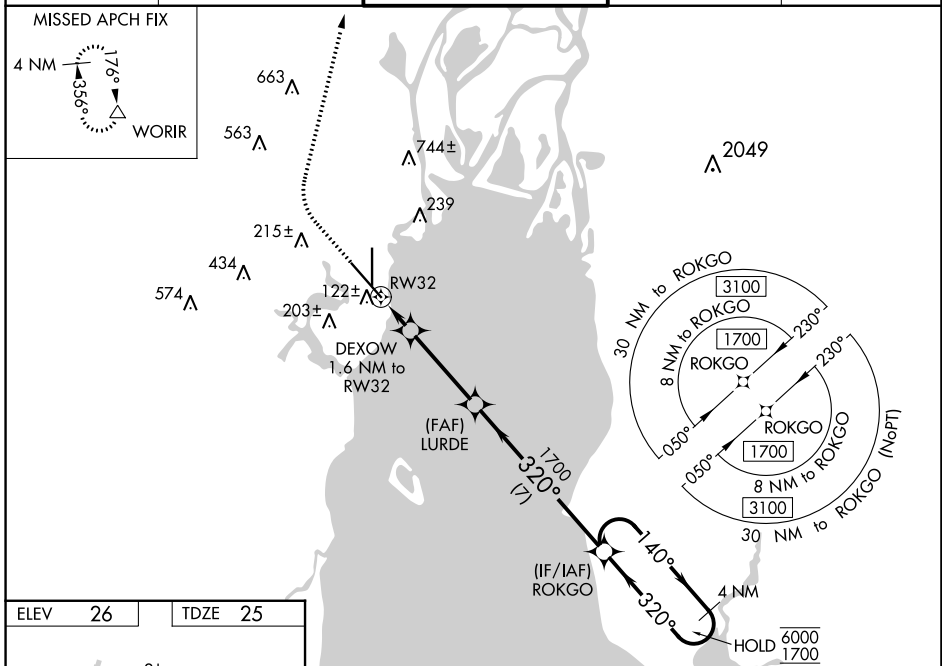 MISSED APCH FIX
4 NM
176°
356°
WORIR
663
563
744±
2049
239
215±
434
574
122±
RW32
203±
DEXOW
1.6 NM to
RW32
(FAF)
LURDE
1700
320°
(7)
(IF/IAF)
ROKGO
140°
320°
4 NM
HOLD 6000
1700
30 NM to ROKGO
3100
8 NM to ROKGO
1700
230°
ROKGO
050°
230°
ROKGO
050°
1700
8 NM to ROKGO
3100
30 NM to ROKGO (NoPT)
ELEV 26
TDZE 25